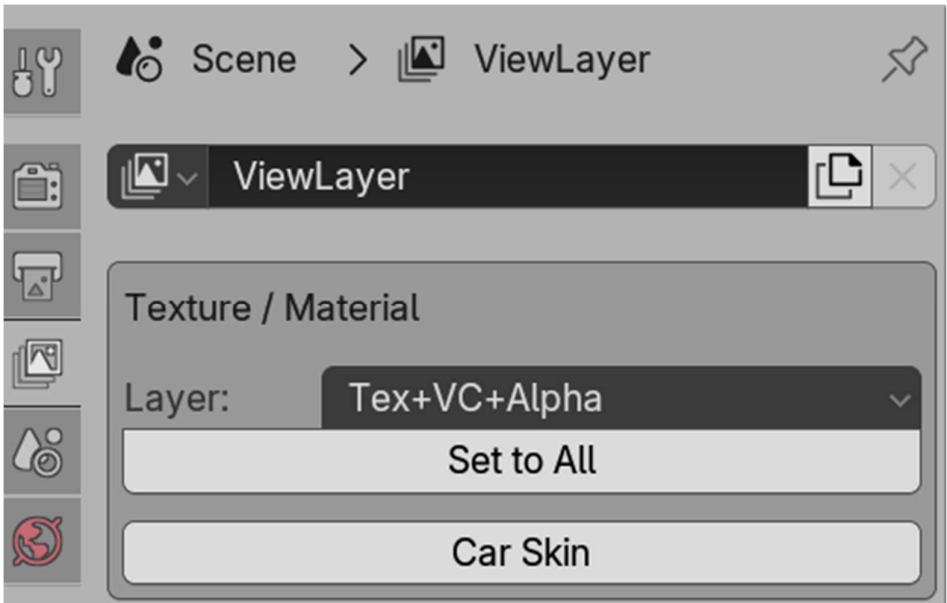 Scene > ViewLayer
ViewLayer
Texture / Material
Layer: Tex+VC+Alpha
Set to All
Car Skin